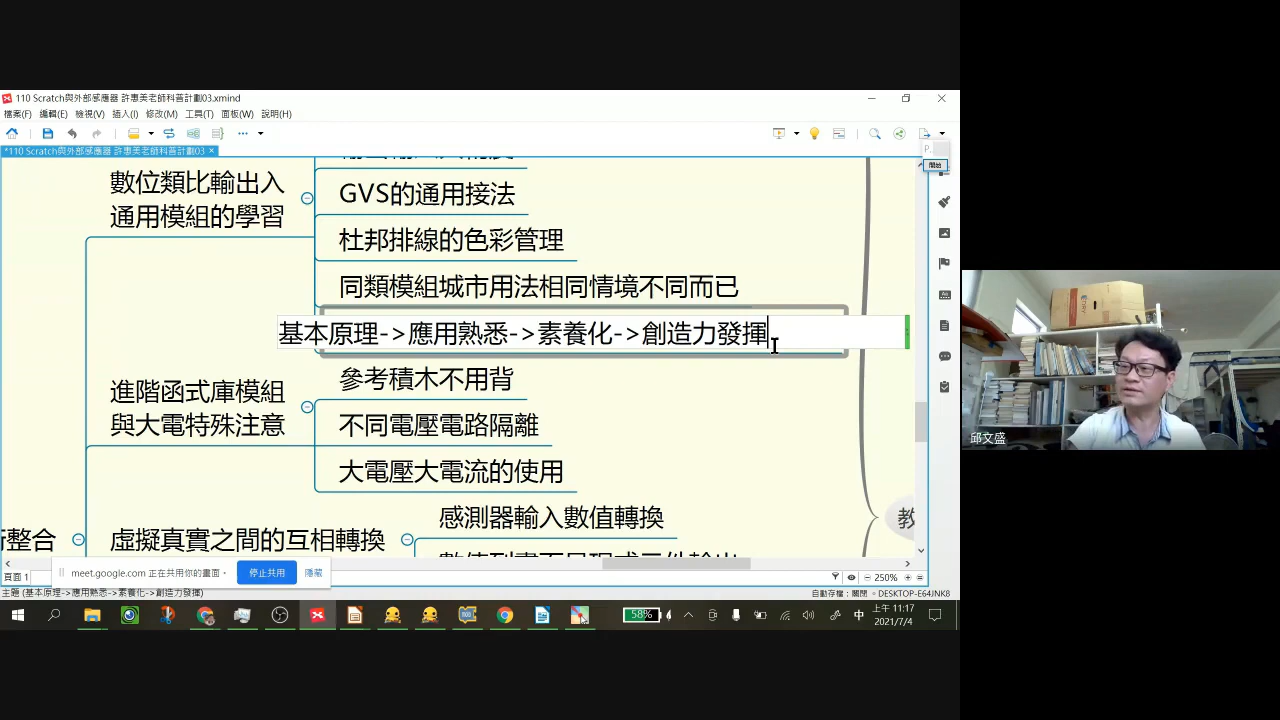 110 Scratch與外部感應器 許惠美老師科普計劃03.xmind
檔案(F) 編輯(E) 檢視(V) 插入(I) 修改(M) 工具(T) 面板(W) 說明(H)
*110 Scratch與外部感應器 許惠美老師科普計劃03
開始
數位類比輸出入
通用模組的學習
GVS的通用接法
杜邦排線的色彩管理
同類模組城市用法相同情境不同而已
基本原理->應用熟悉->素養化->創造力發揮
進階函式庫模組
與大電特殊注意
參考積木不用背
不同電壓電路隔離
大電壓大電流的使用
感測器輸入數值轉換
整合
虛擬真實之間的互相轉換
教
meet.google.com 正在共用你的畫面。
停止共用
隱藏
頁面 1
250%
主題 (基本原理->應用熟悉->素養化->創造力發揮)
自動存檔：關閉
DESKTOP-E64JNK8
58%
中
上午 11:17
2021/7/4
邱文盛